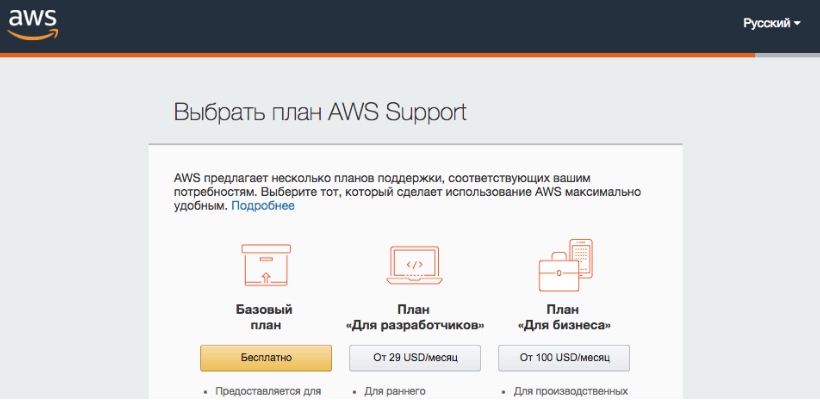 aws
Русский
Выбрать план AWS Support
AWS предлагает несколько планов поддержки, соответствующих вашим
потребностям. Выберите тот, который сделает использование AWS максимально
удобным. Подробнее
</>
Базовый
план
План
«Для разработчиков»
План
«Для бизнеса»
Бесплатно
От 29 USD/месяц
От 100 USD/месяц
• Предоставляется для
• Для раннего
• Для производственных